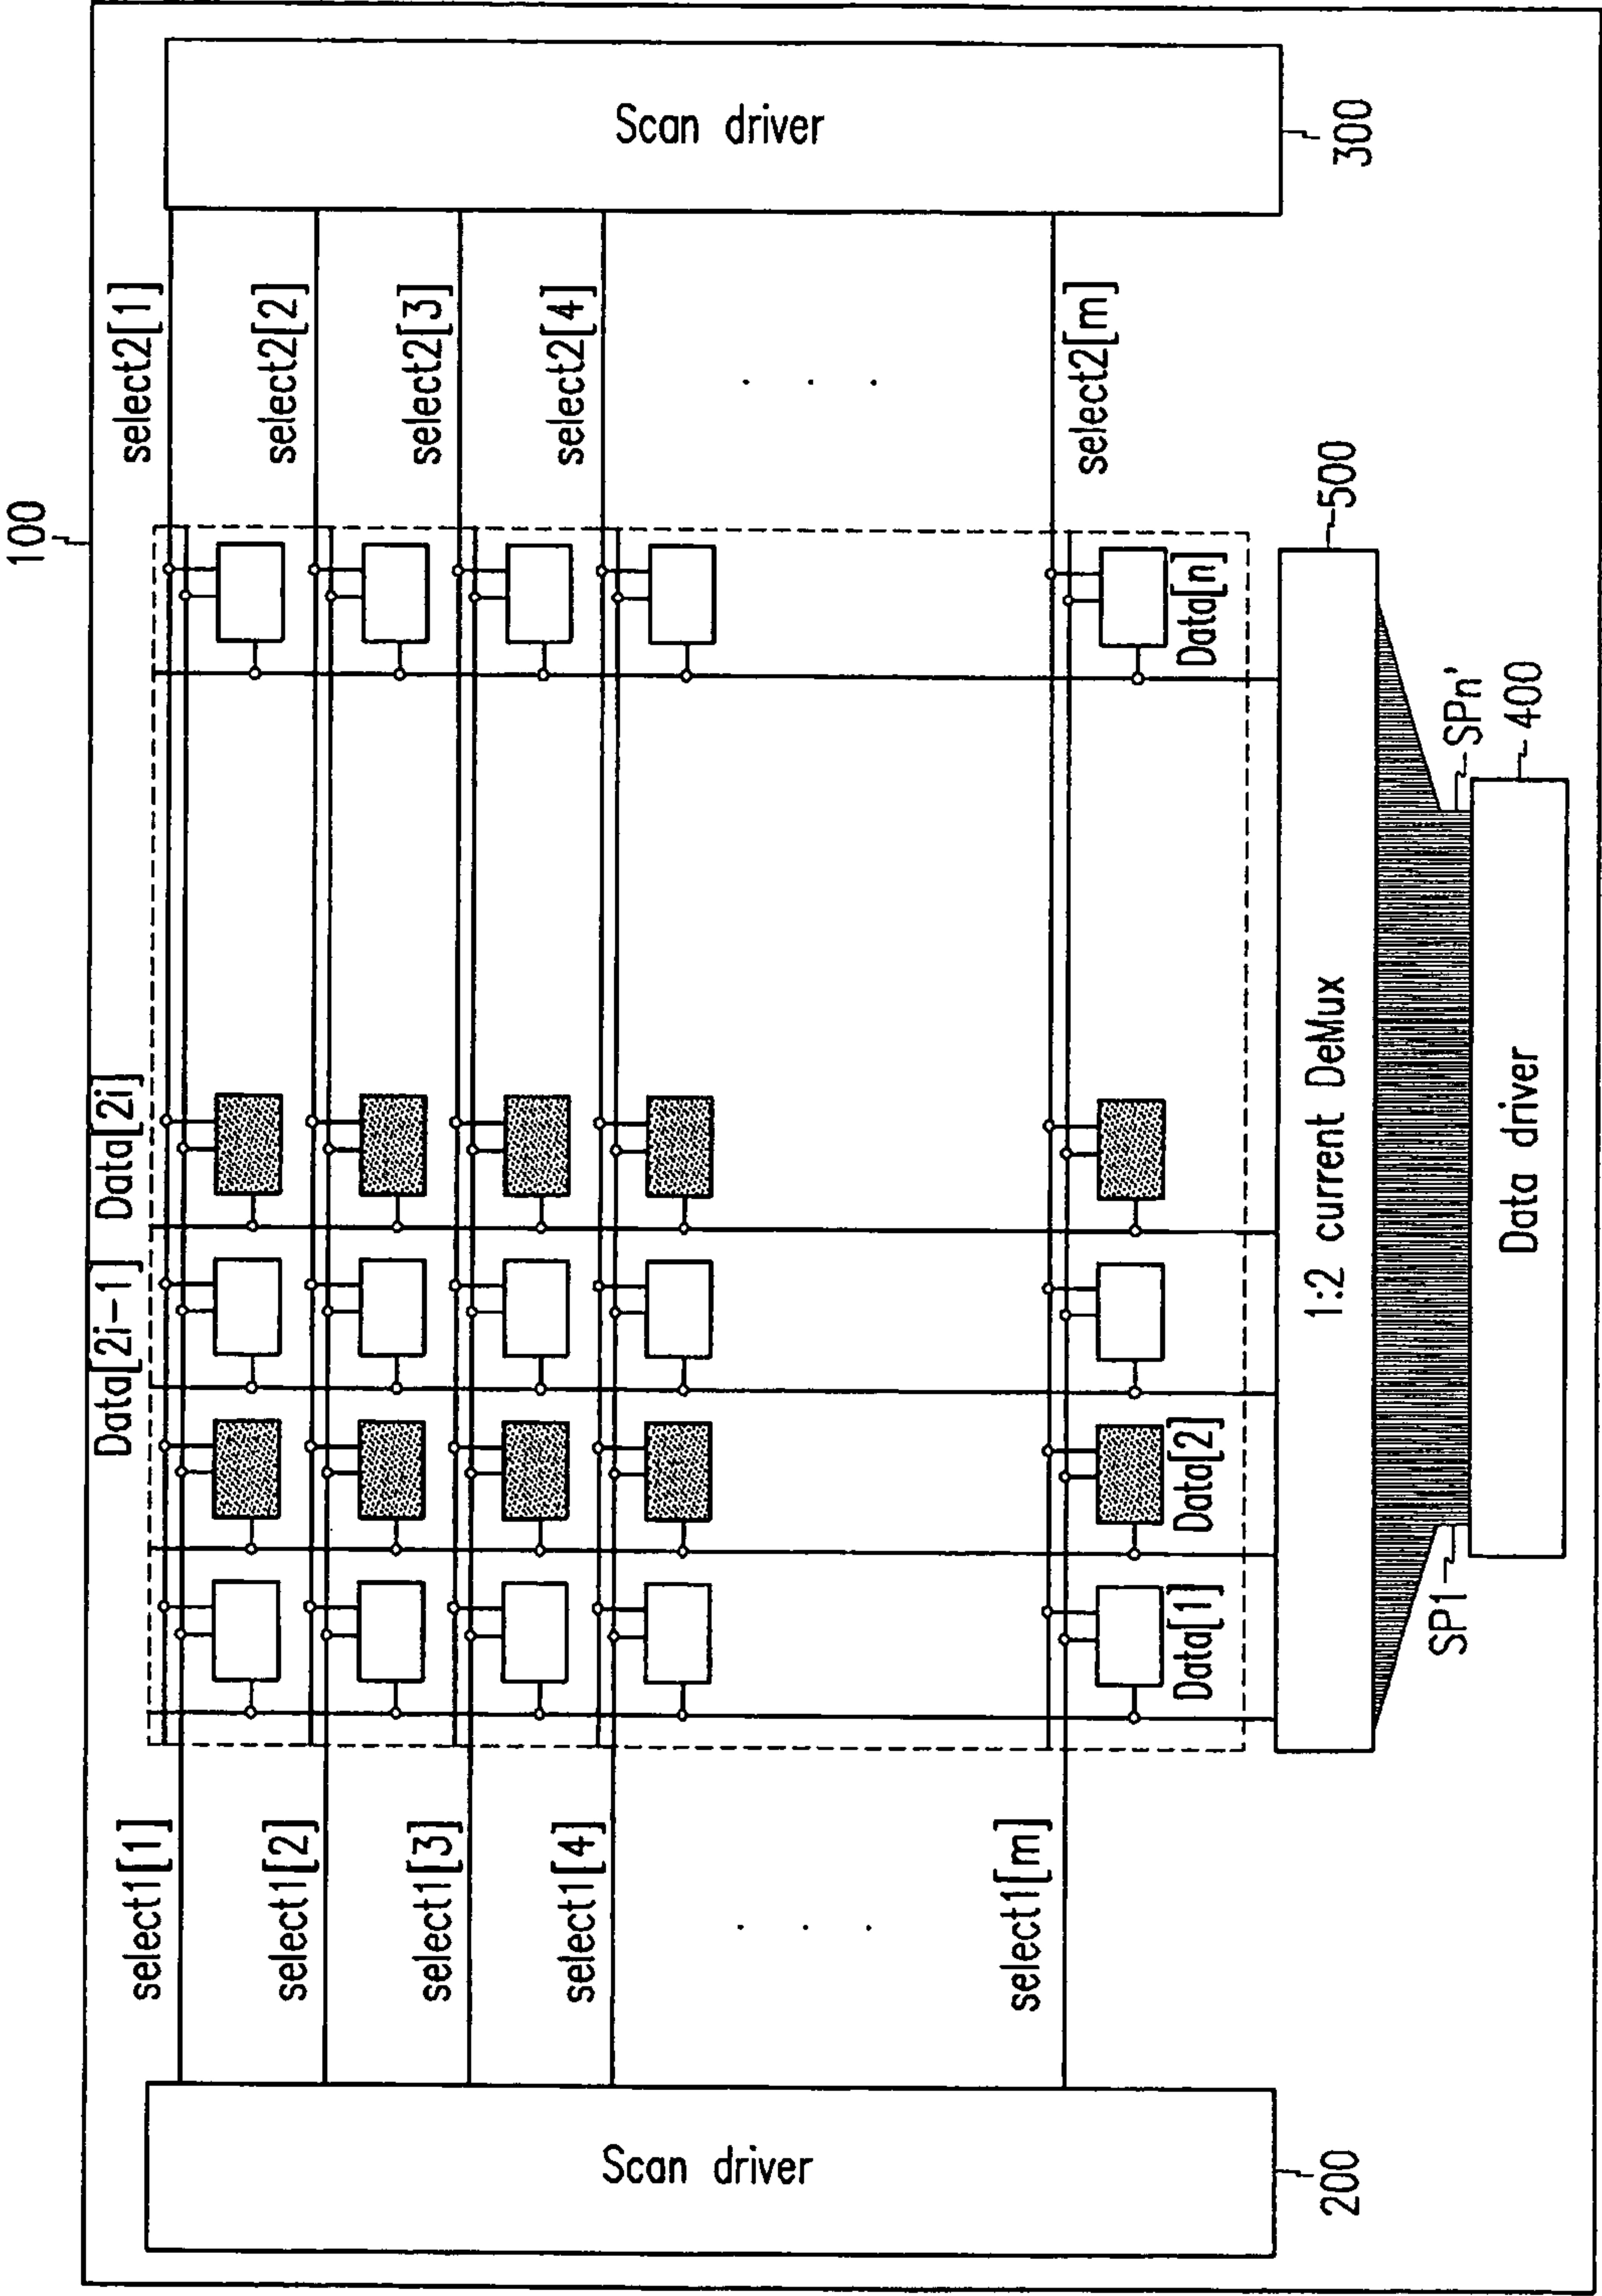 100
Scan driver
300
select2[1]
select2[2]
select2[3]
select2[4]
. . .
select2[m]
Data[2i-1]
Data[2i]
Data[1]
Data[2]
Data[n]
select1[1]
select1[2]
select1[3]
select1[4]
. . .
select1[m]
Scan driver
200
1:2 current DeMux
500
SP1
SPn'
Data driver
400